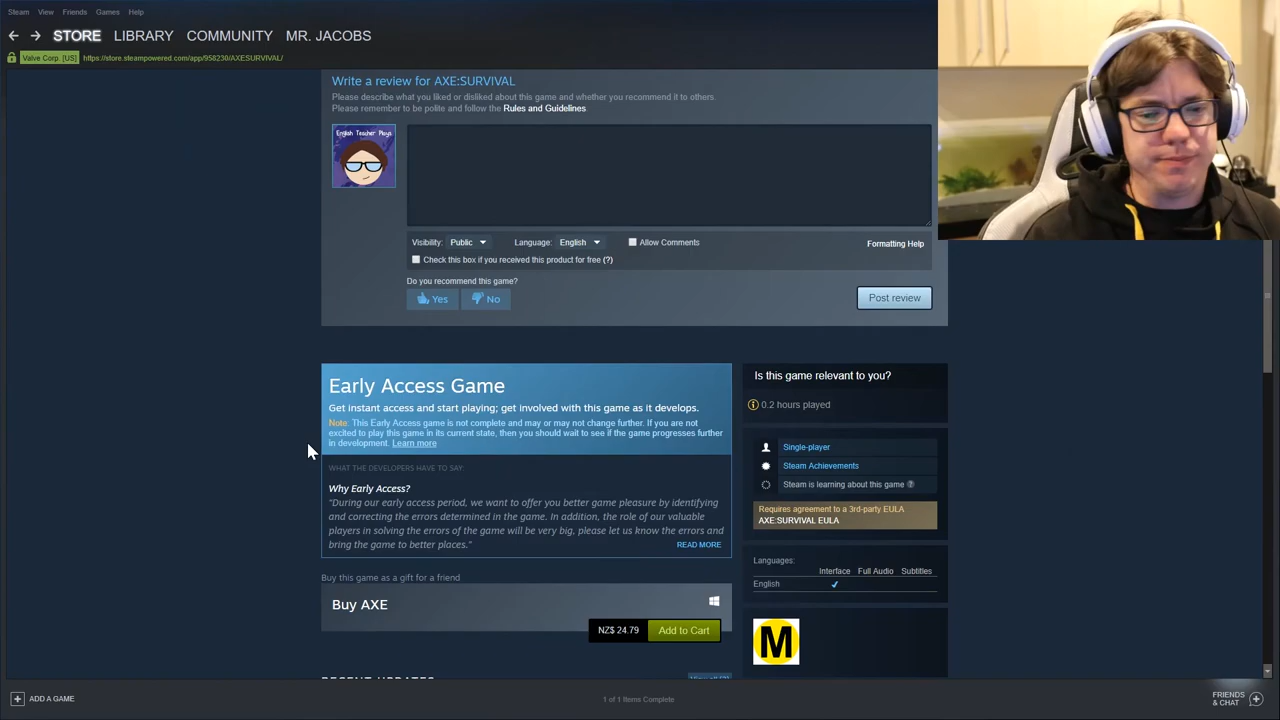 Steam View Friends Games Help
STORE LIBRARY COMMUNITY MR. JACOBS
Valve Corp. [US] https://store.steampowered.com/app/958230/AXESURVIVAL/
Write a review for AXE:SURVIVAL
Please describe what you liked or disliked about this game and whether you recommend it to others.
Please remember to be polite and follow the Rules and Guidelines
English Teacher Plays
Visibility: Public Language: English Allow Comments Formatting Help
Check this box if you received this product for free (?)
Do you recommend this game?
Yes No Post review
Early Access Game
Get instant access and start playing; get involved with this game as it develops.
Note: This Early Access game is not complete and may or may not change further. If you are not
excited to play this game in its current state, then you should wait to see if the game progresses further
in development. Learn more
WHAT THE DEVELOPERS HAVE TO SAY:
Why Early Access?
"During our early access period, we want to offer you better game pleasure by identifying
and correcting the errors determined in the game. In addition, the role of our valuable
players in solving the errors of the game will be very big, please let us know the errors and
bring the game to better places."
READ MORE
Buy this game as a gift for a friend
Buy AXE
NZ$ 24.79 Add to Cart
RECENT UPDATES
Is this game relevant to you?
0.2 hours played
Single-player
Steam Achievements
Steam is learning about this game ?
Requires agreement to a 3rd-party EULA
AXE:SURVIVAL EULA
Languages:
Interface Full Audio Subtitles
English ✔
M
ADD A GAME
1 of 1 Items Complete
FRIENDS
& CHAT